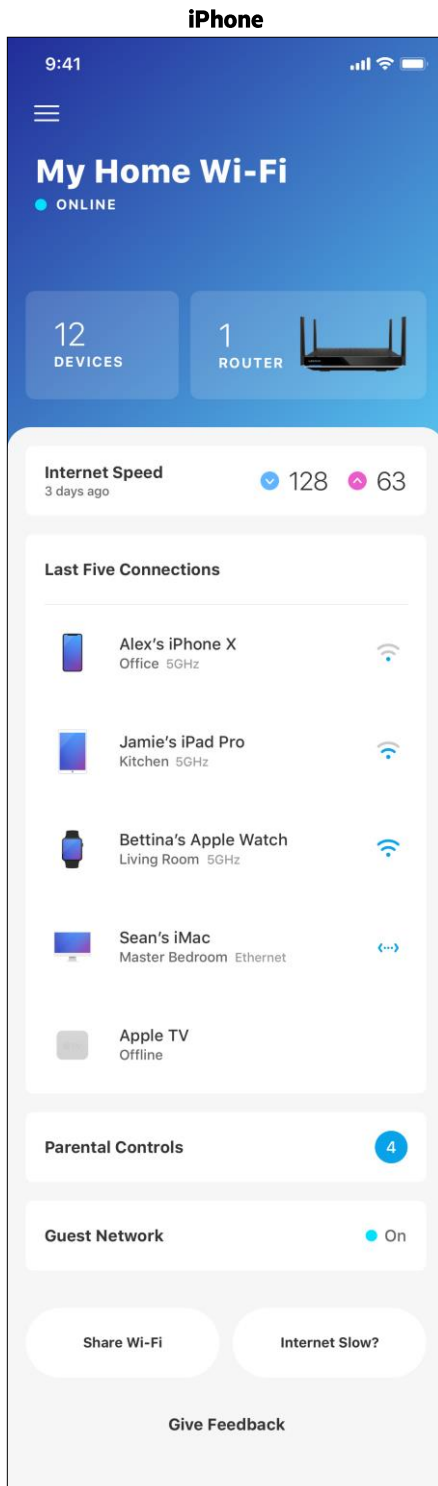 iPhone
9:41
My Home Wi-Fi
ONLINE
12
DEVICES
1
ROUTER
Internet Speed
3 days ago
128
63
Last Five Connections
Alex’s iPhone X
Office 5GHz
Jamie’s iPad Pro
Kitchen 5GHz
Bettina’s Apple Watch
Living Room 5GHz
Sean’s iMac
Master Bedroom Ethernet
Apple TV
Offline
Parental Controls
4
Guest Network
On
Share Wi-Fi
Internet Slow?
Give Feedback